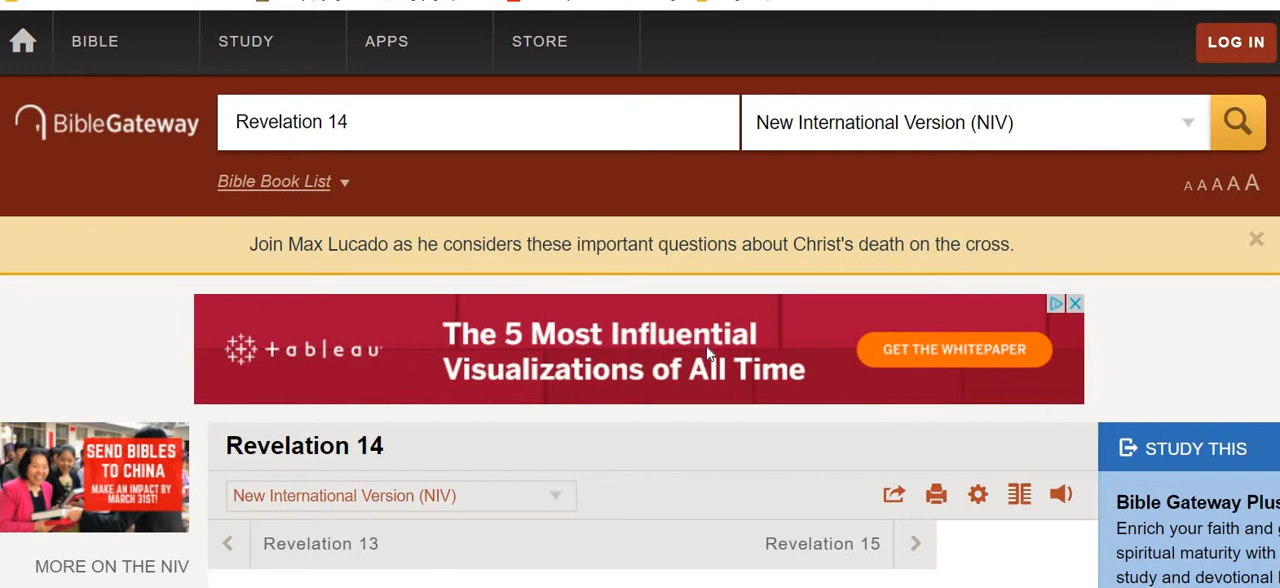 BIBLE
STUDY
APPS
STORE
LOG IN
BibleGateway
Revelation 14
New International Version (NIV)
Bible Book List
A A A A A
Join Max Lucado as he considers these important questions about Christ's death on the cross.
+ableau
The 5 Most Influential
Visualizations of All Time
GET THE WHITEPAPER
SEND BIBLES
TO CHINA
MAKE AN IMPACT BY
MARCH 31ST!
MORE ON THE NIV
Revelation 14
New International Version (NIV)
Revelation 13
Revelation 15
STUDY THIS
Bible Gateway Plus
Enrich your faith and
spiritual maturity with
study and devotional